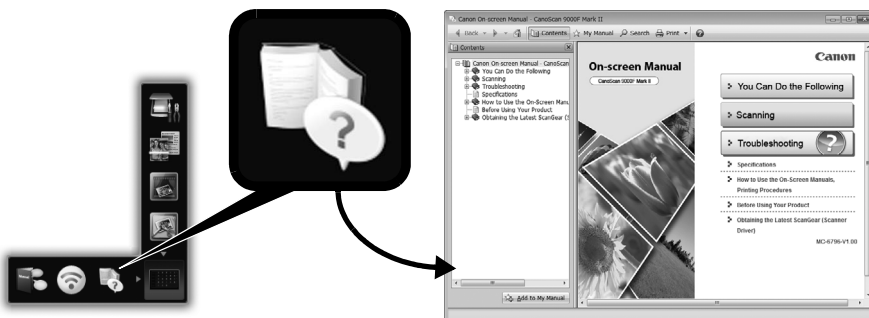 Canon On-screen Manual - CanoScan 9000F Mark II
Back
Contents
My Manual
Search
Print
Contents
Canon On-screen Manual - CanoScan
You Can Do the Following
Scanning
Troubleshooting
Specifications
How to Use the On-Screen Manu
Before Using Your Product
Obtaining the Latest ScanGear (S
Add to My Manual
Canon
On-screen Manual
CanoScan 9000F Mark II
You Can Do the Following
Scanning
Troubleshooting
Specifications
How to Use the On-Screen Manuals,
Printing Procedures
Before Using Your Product
Obtaining the Latest ScanGear (Scanner
Driver)
MC-6796-V1.00